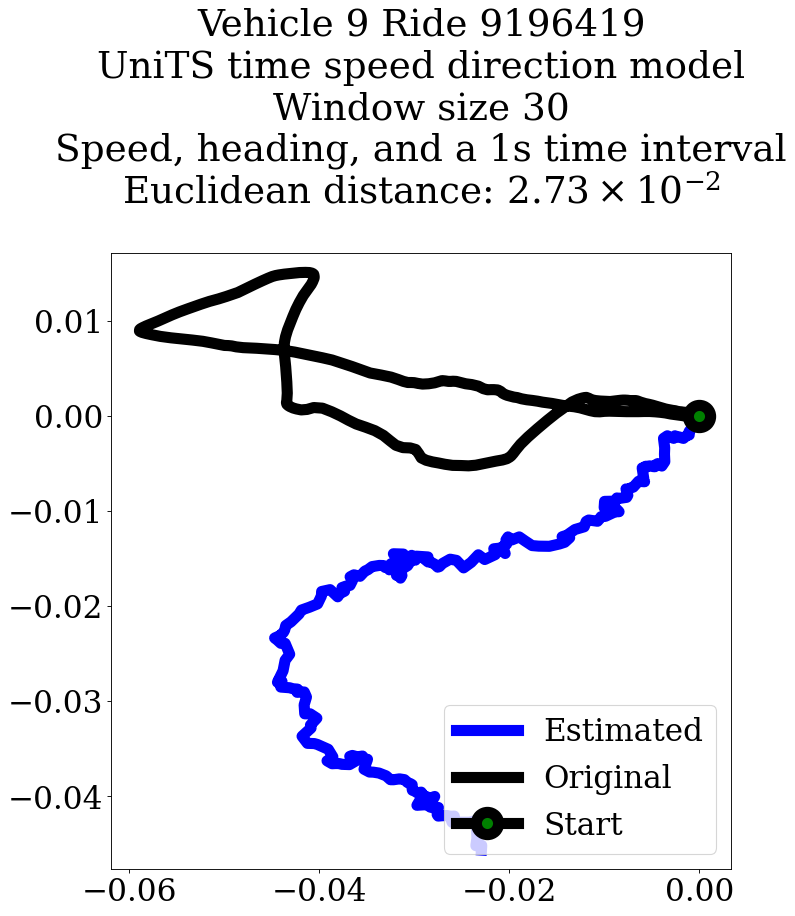 Vehicle 9 Ride 9196419
UniTS time speed direction model
Window size 30
Speed, heading, and a 1s time interval
Euclidean distance: 2.73 × 10⁻²
0.01
0.00
−0.01
−0.02
−0.03
−0.04
Estimated
Original
Start
−0.06 −0.04 −0.02 0.00